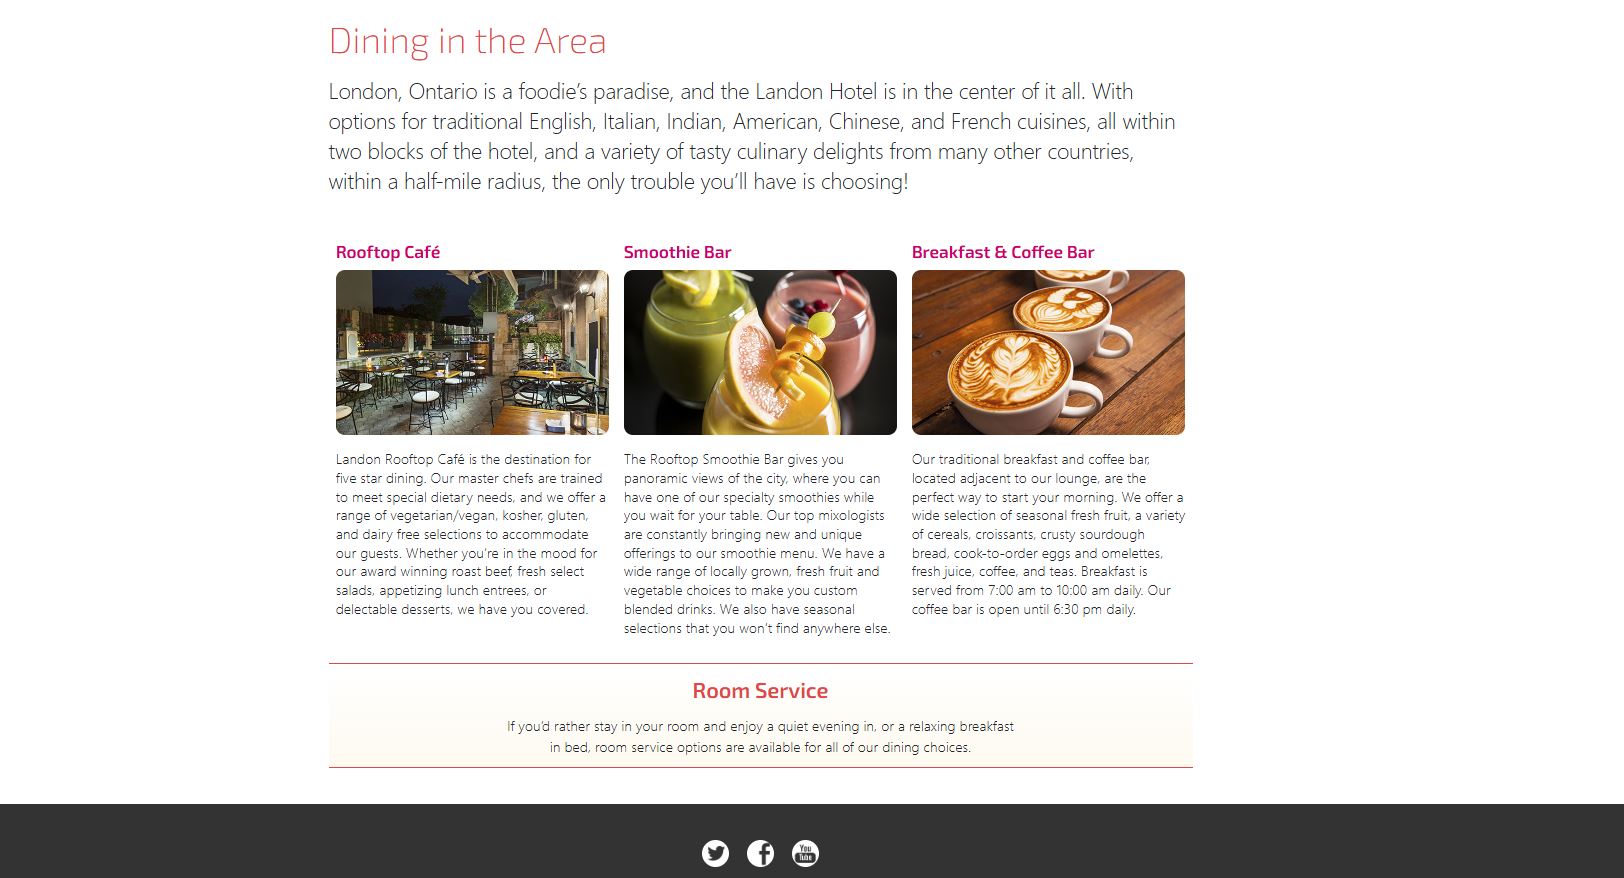 Dining in the Area
London, Ontario is a foodie’s paradise, and the Landon Hotel is in the center of it all. With
options for traditional English, Italian, Indian, American, Chinese, and French cuisines, all within
two blocks of the hotel, and a variety of tasty culinary delights from many other countries,
within a half-mile radius, the only trouble you’ll have is choosing!
Rooftop Café
Landon Rooftop Café is the destination for
five star dining. Our master chefs are trained
to meet special dietary needs, and we offer a
range of vegetarian/vegan, kosher, gluten,
and dairy free selections to accommodate
our guests. Whether you’re in the mood for
our award winning roast beef, fresh select
salads, appetizing lunch entrees, or
delectable desserts, we have you covered.
Smoothie Bar
The Rooftop Smoothie Bar gives you
panoramic views of the city, where you can
have one of our specialty smoothies while
you wait for your table. Our top mixologists
are constantly bringing new and unique
offerings to our smoothie menu. We have a
wide range of locally grown, fresh fruit and
vegetable choices to make you custom
blended drinks. We also have seasonal
selections that you won’t find anywhere else.
Breakfast & Coffee Bar
Our traditional breakfast and coffee bar,
located adjacent to our lounge, are the
perfect way to start your morning. We offer a
wide selection of seasonal fresh fruit, a variety
of cereals, croissants, crusty sourdough
bread, cook-to-order eggs and omelettes,
fresh juice, coffee, and teas. Breakfast is
served from 7:00 am to 10:00 am daily. Our
coffee bar is open until 6:30 pm daily.
Room Service
If you’d rather stay in your room and enjoy a quiet evening in, or a relaxing breakfast
in bed, room service options are available for all of our dining choices.
You
Tube